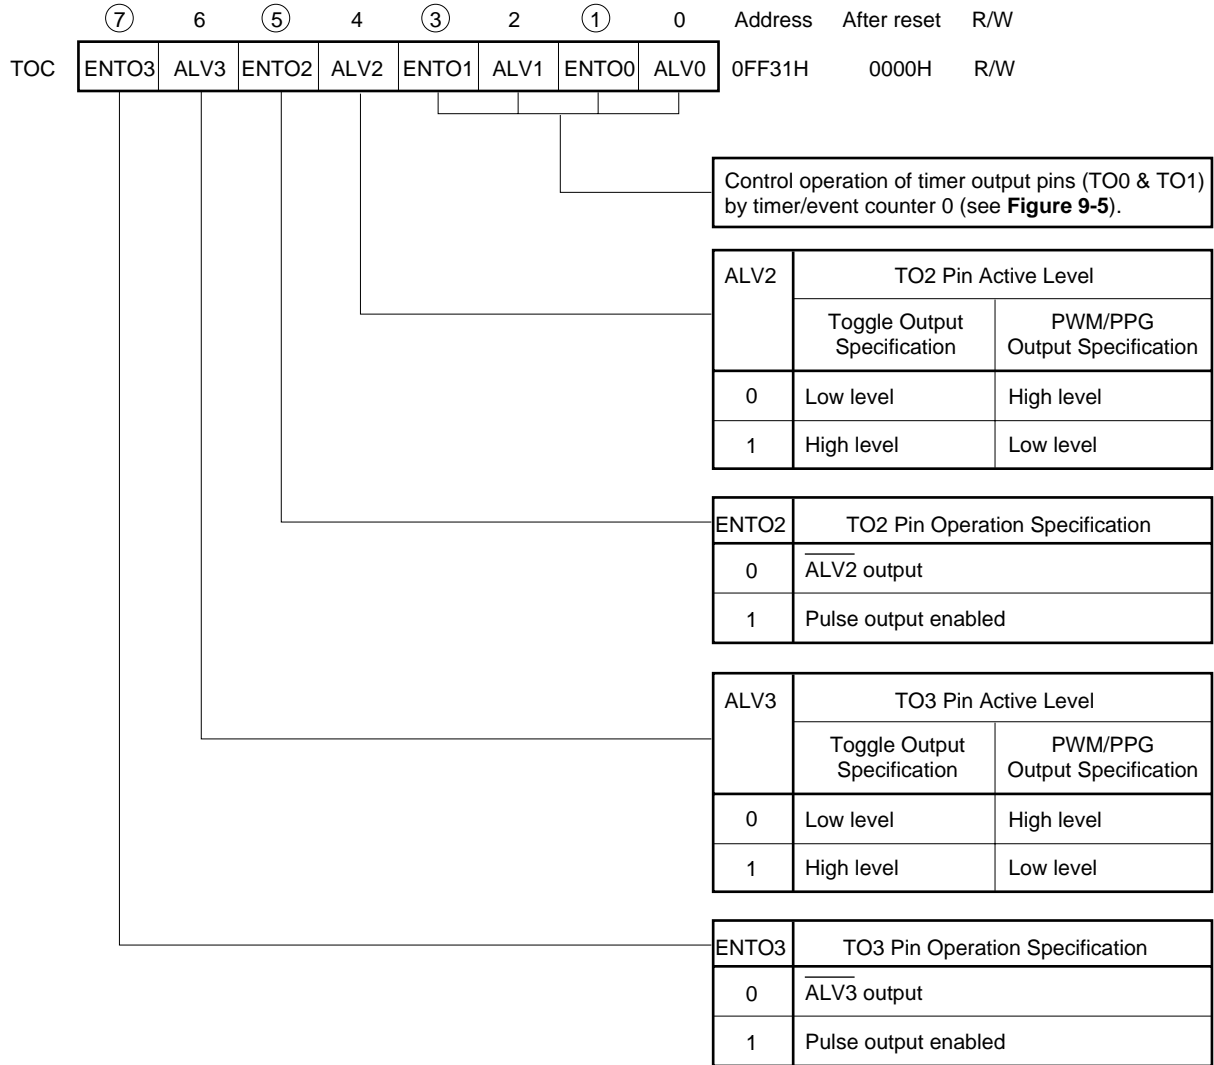 7 6 5 4 3 2 1 0 Address After reset R/W
TOC ENTO3 ALV3 ENTO2 ALV2 ENTO1 ALV1 ENTO0 ALV0 0FF31H 0000H R/W
Control operation of timer output pins (TO0 & TO1)
by timer/event counter 0 (see Figure 9-5).
ALV2 TO2 Pin Active Level
Toggle Output PWM/PPG
Specification Output Specification
0 Low level High level
1 High level Low level
ENTO2 TO2 Pin Operation Specification
0 A̅L̅V̅2̅ output
1 Pulse output enabled
ALV3 TO3 Pin Active Level
Toggle Output PWM/PPG
Specification Output Specification
0 Low level High level
1 High level Low level
ENTO3 TO3 Pin Operation Specification
0 A̅L̅V̅3̅ output
1 Pulse output enabled